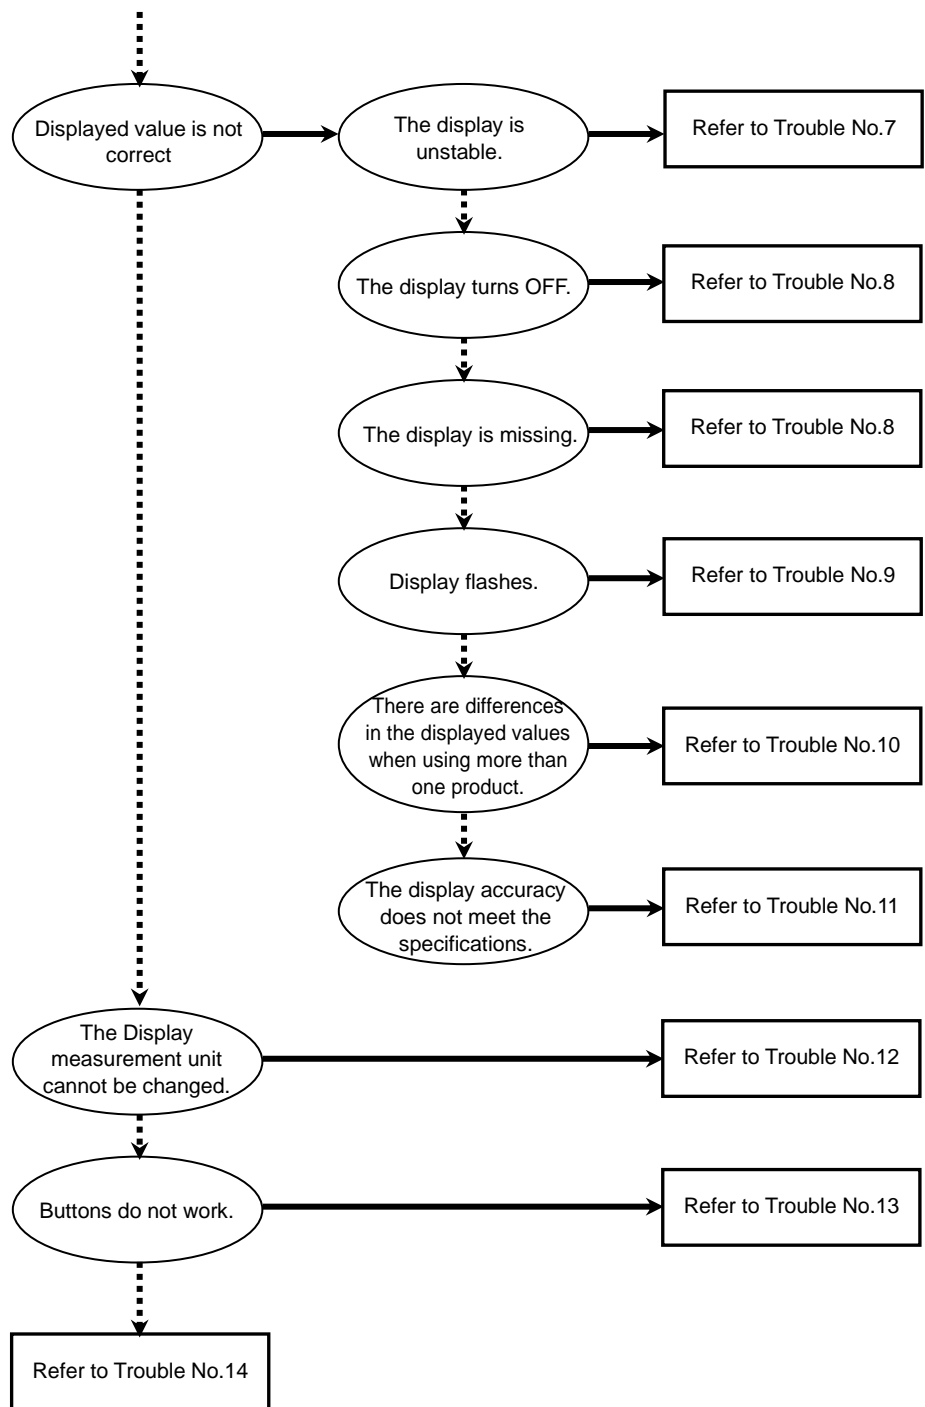 Displayed value is not
correct
The display is
unstable.
Refer to Trouble No.7
The display turns OFF.
Refer to Trouble No.8
The display is missing.
Refer to Trouble No.8
Display flashes.
Refer to Trouble No.9
There are differences
in the displayed values
when using more than
one product.
Refer to Trouble No.10
The display accuracy
does not meet the
specifications.
Refer to Trouble No.11
The Display
measurement unit
cannot be changed.
Refer to Trouble No.12
Buttons do not work.
Refer to Trouble No.13
Refer to Trouble No.14